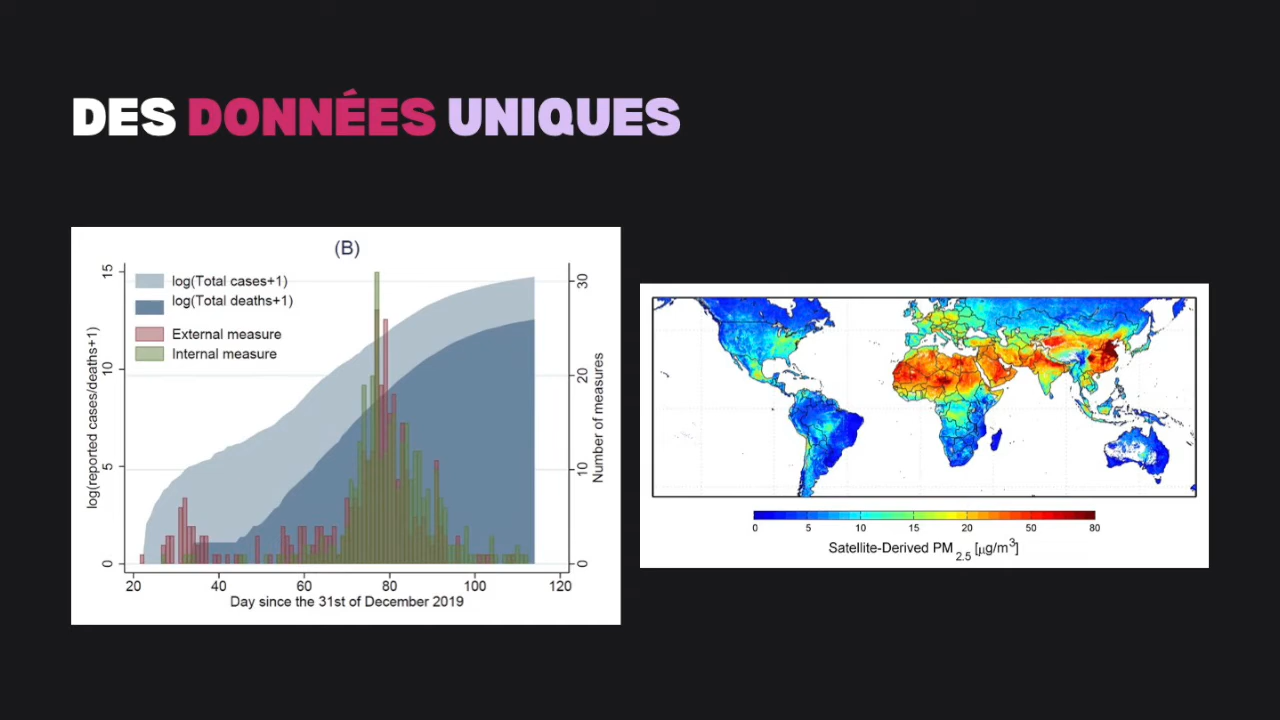 DES DONNÉES UNIQUES
(B)
log(Total cases+1)
log(Total deaths+1)
External measure
Internal measure
log(reported cases/deaths+1)
0
5
10
15
Number of measures
0
10
20
30
20
40
60
80
100
120
Day since the 31st of December 2019
0
5
10
15
20
50
80
Satellite-Derived PM2.5 [μg/m3]